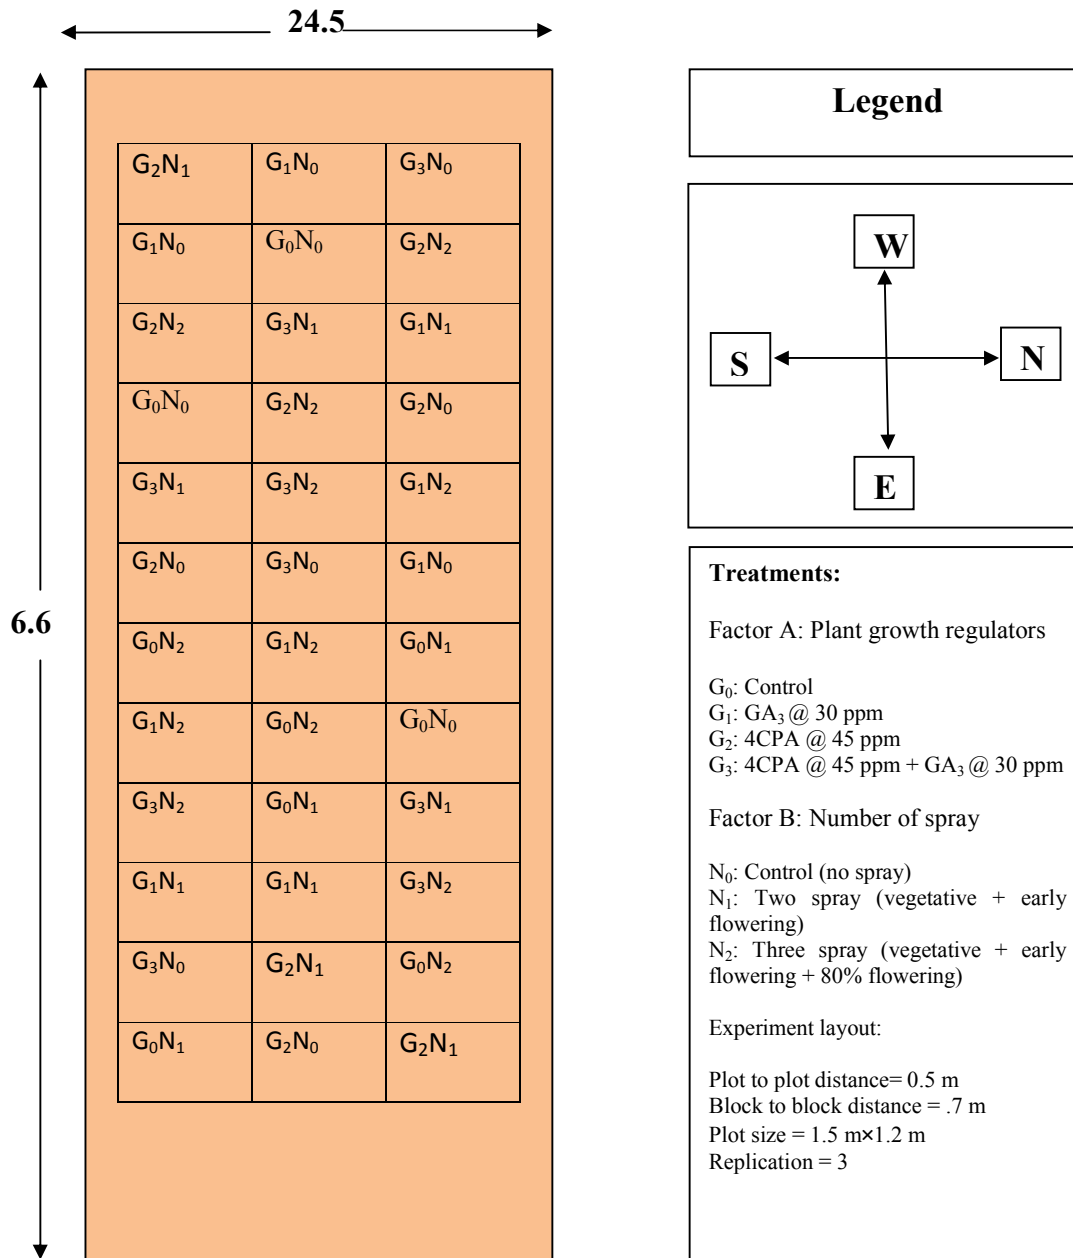 24.5
6.6
G₂N₁ G₁N₀ G₃N₀
G₁N₀ G₀N₀ G₂N₂
G₂N₂ G₃N₁ G₁N₁
G₀N₀ G₂N₂ G₂N₀
G₃N₁ G₃N₂ G₁N₂
G₂N₀ G₃N₀ G₁N₀
G₀N₂ G₁N₂ G₀N₁
G₁N₂ G₀N₂ G₀N₀
G₃N₂ G₀N₁ G₃N₁
G₁N₁ G₁N₁ G₃N₂
G₃N₀ G₂N₁ G₀N₂
G₀N₁ G₂N₀ G₂N₁
Legend
W
S N
E
Treatments:
Factor A: Plant growth regulators
G₀: Control
G₁: GA₃ @ 30 ppm
G₂: 4CPA @ 45 ppm
G₃: 4CPA @ 45 ppm + GA₃ @ 30 ppm
Factor B: Number of spray
N₀: Control (no spray)
N₁: Two spray (vegetative + early
flowering)
N₂: Three spray (vegetative + early
flowering + 80% flowering)
Experiment layout:
Plot to plot distance= 0.5 m
Block to block distance = .7 m
Plot size = 1.5 m×1.2 m
Replication = 3